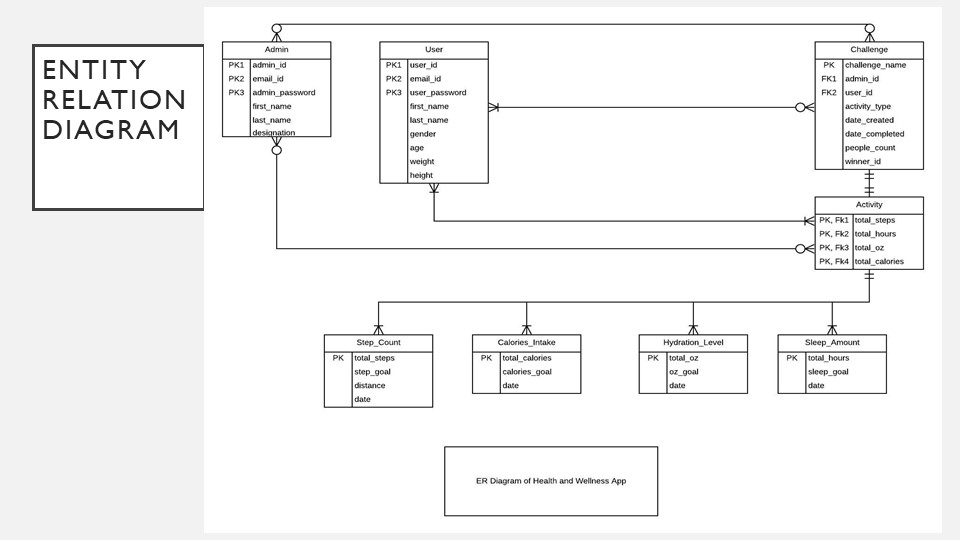 ENTITY
RELATION
DIAGRAM
Admin
PK1 admin_id
PK2 email_id
PK3 admin_password
first_name
last_name
designation
User
PK1 user_id
PK2 email_id
PK3 user_password
first_name
last_name
gender
age
weight
height
Challenge
PK challenge_name
FK1 admin_id
FK2 user_id
activity_type
date_created
date_completed
people_count
winner_id
Activity
PK, Fk1 total_steps
PK, Fk2 total_hours
PK, Fk3 total_oz
PK, Fk4 total_calories
Step_Count
PK total_steps
step_goal
distance
date
Calories_Intake
PK total_calories
calories_goal
date
Hydration_Level
PK total_oz
oz_goal
date
Sleep_Amount
PK total_hours
sleep_goal
date
ER Diagram of Health and Wellness App